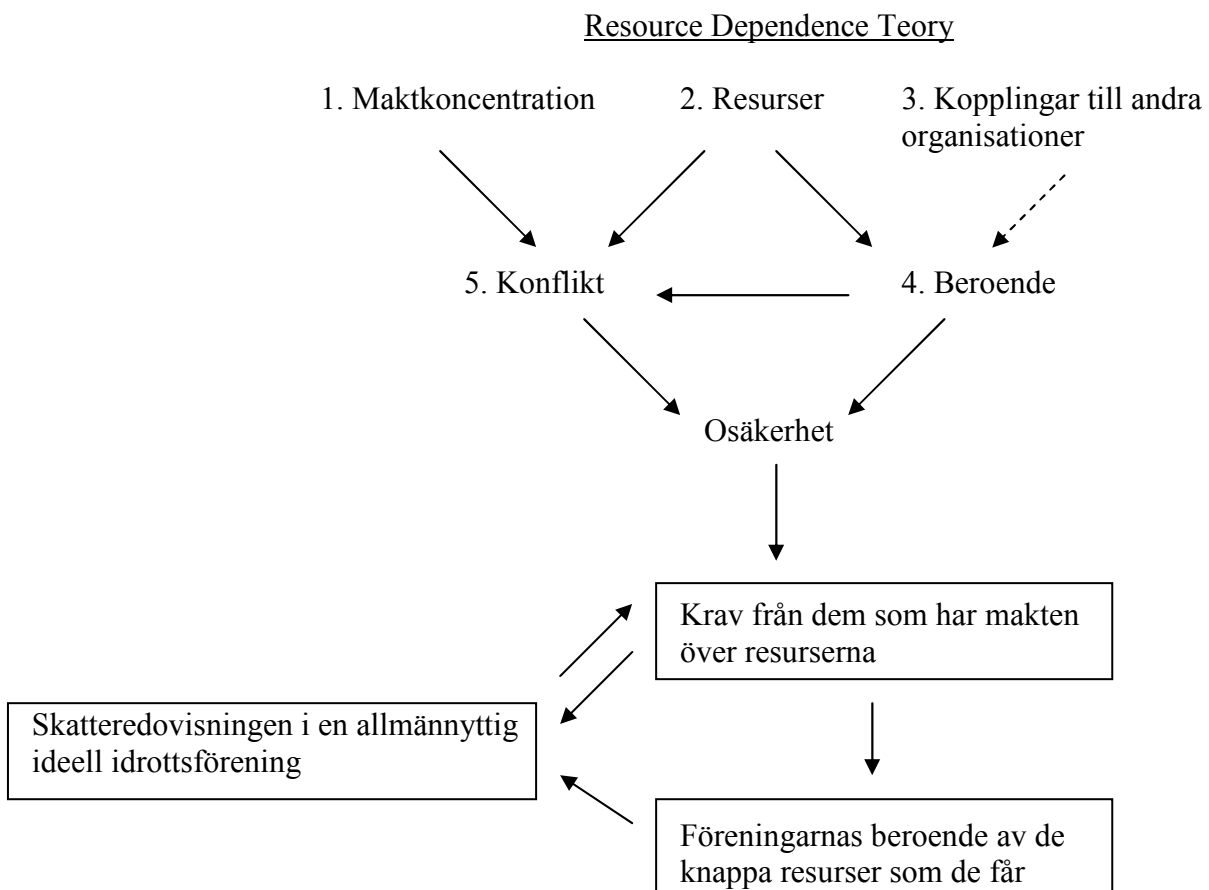 Resource Dependence Teory
1. Maktkoncentration
2. Resurser
3. Kopplingar till andra
organisationer
5. Konflikt
4. Beroende
Osäkerhet
Krav från dem som har makten
över resurserna
Skatteredovisningen i en allmännyttig
ideell idrottsförening
Föreningarnas beroende av de
knappa resurser som de får